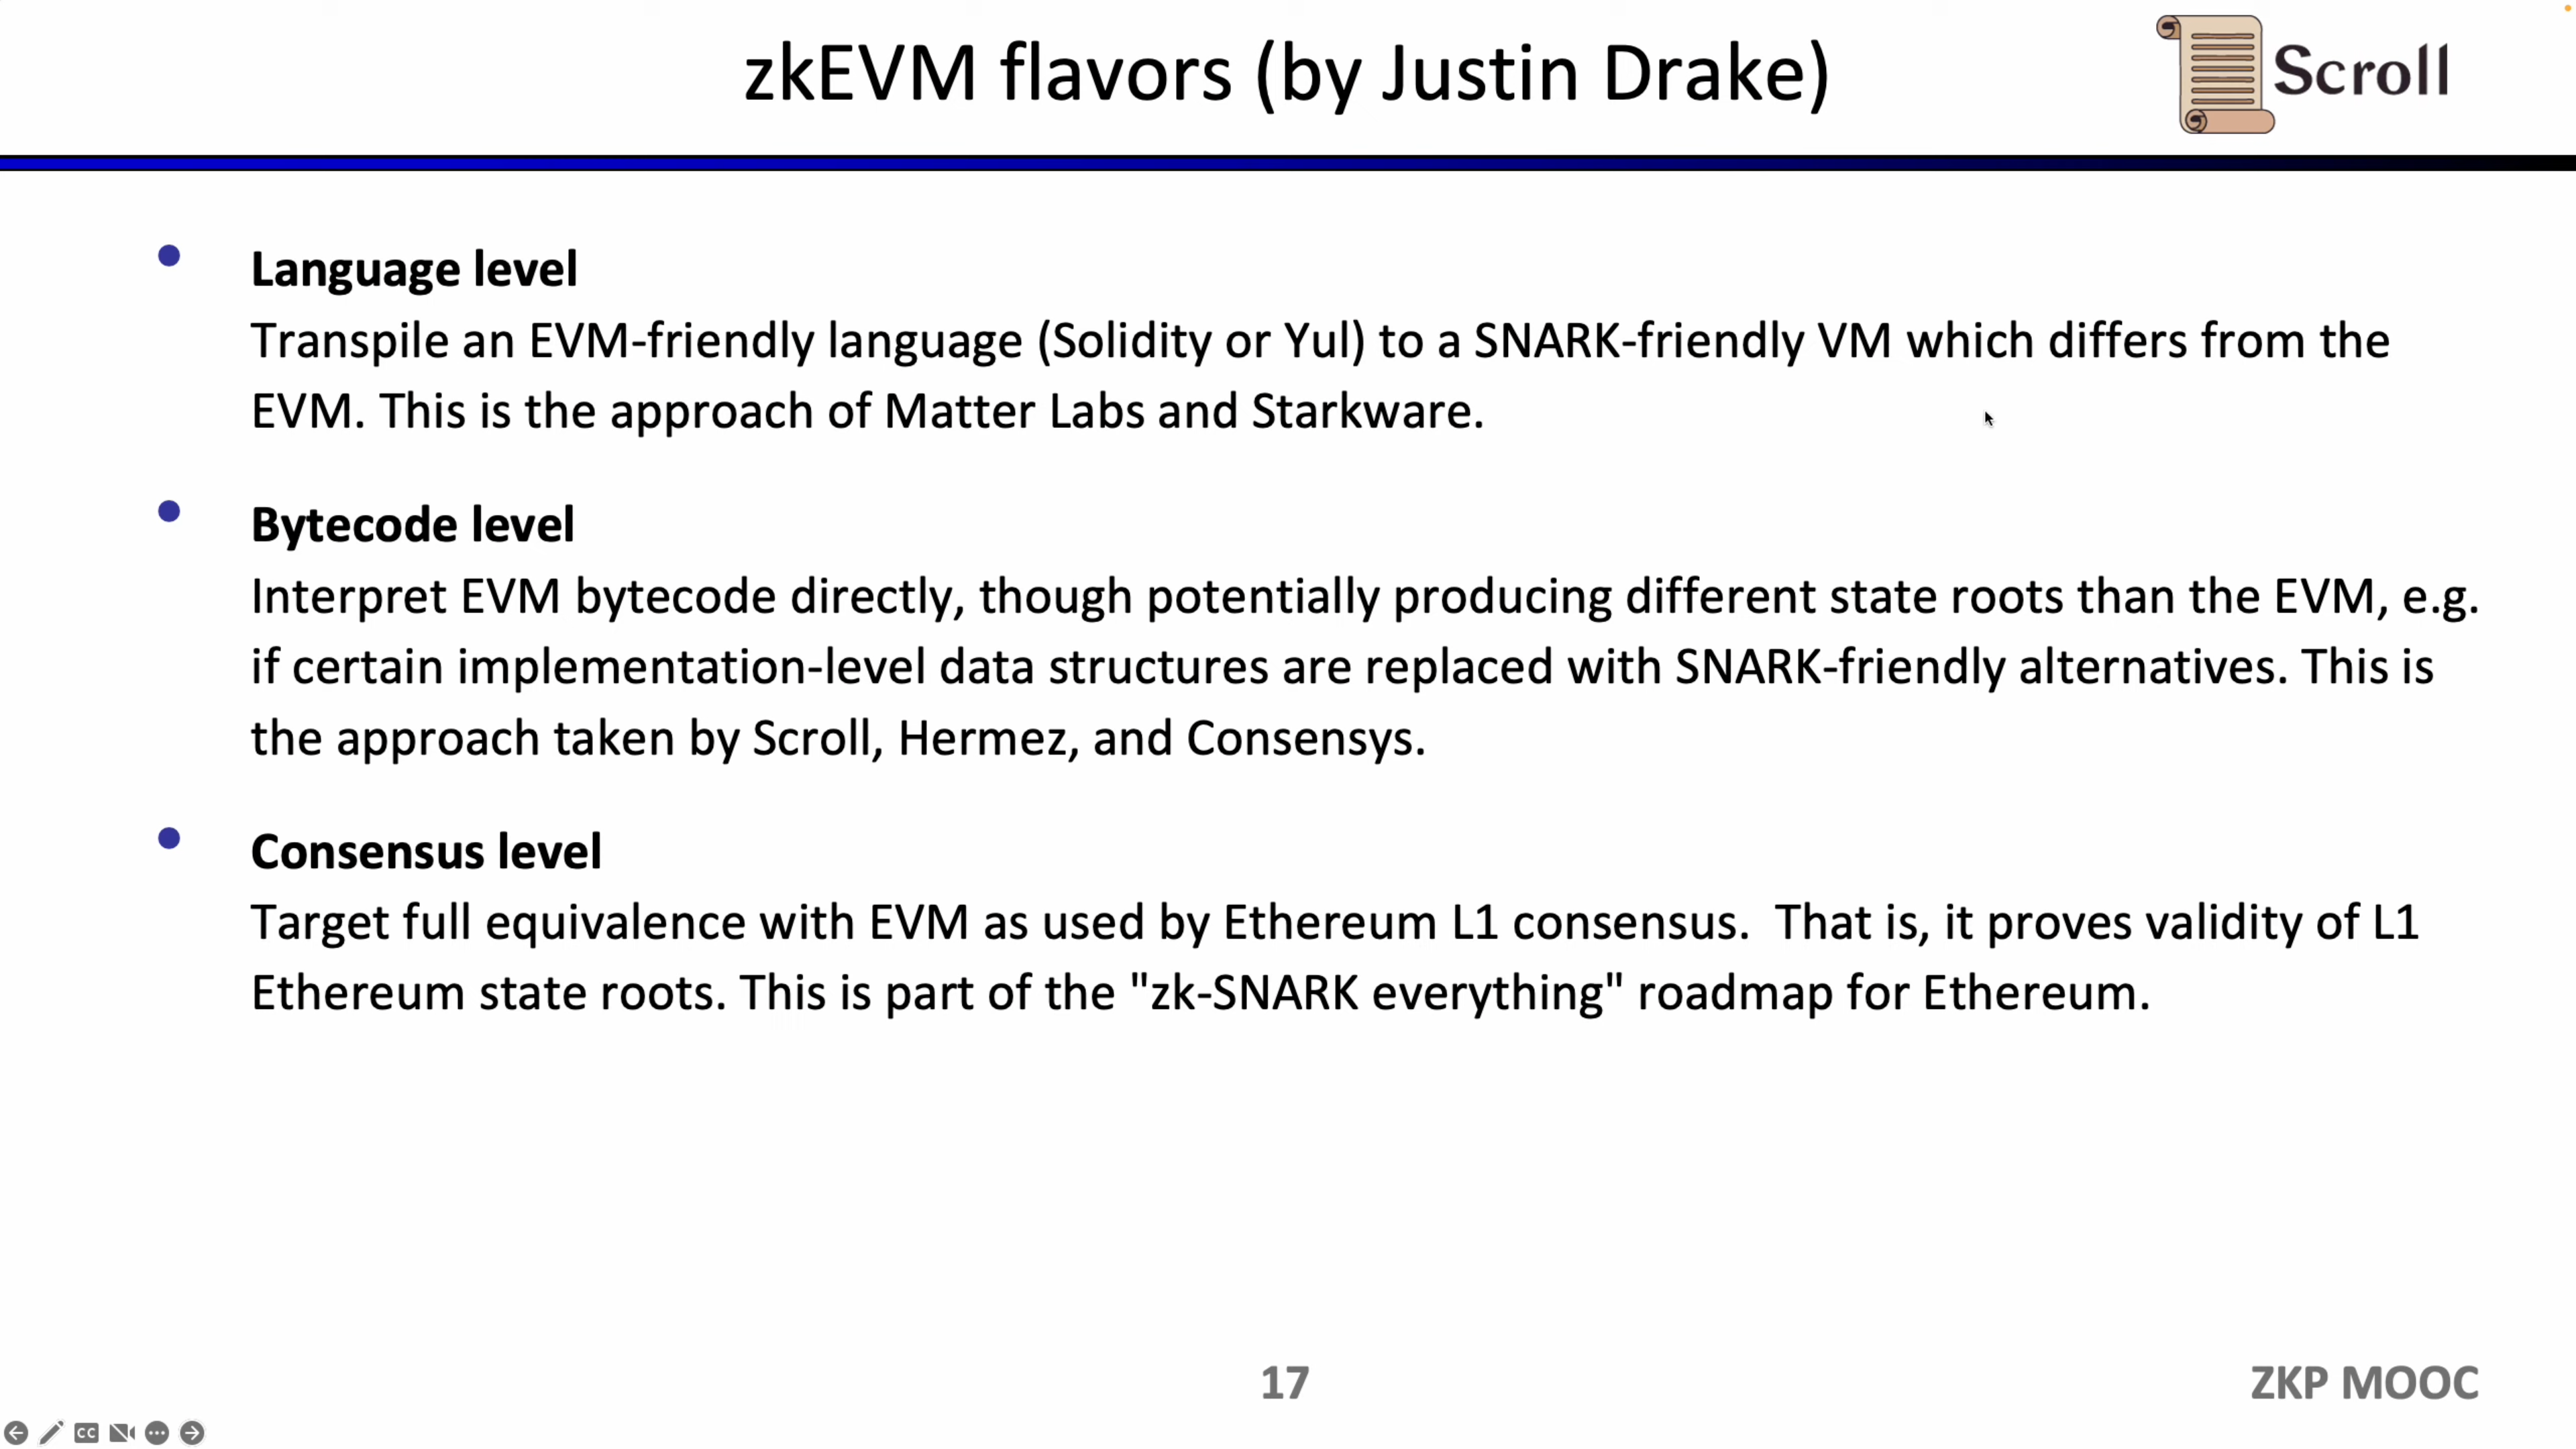 zkEVM flavors (by Justin Drake)
Scroll
Language level
Transpile an EVM-friendly language (Solidity or Yul) to a SNARK-friendly VM which differs from the
EVM. This is the approach of Matter Labs and Starkware.
Bytecode level
Interpret EVM bytecode directly, though potentially producing different state roots than the EVM, e.g.
if certain implementation-level data structures are replaced with SNARK-friendly alternatives. This is
the approach taken by Scroll, Hermez, and Consensys.
Consensus level
Target full equivalence with EVM as used by Ethereum L1 consensus.  That is, it proves validity of L1
Ethereum state roots. This is part of the "zk-SNARK everything" roadmap for Ethereum.
17
ZKP MOOC
CC